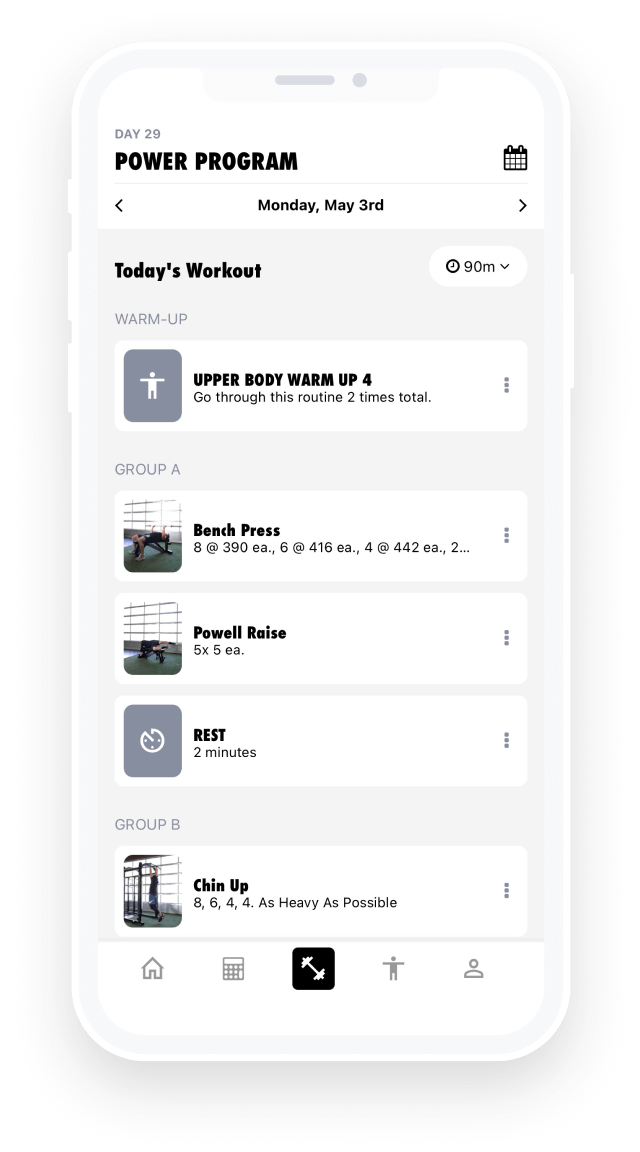 DAY 29
POWER PROGRAM
Monday, May 3rd
Today's Workout
90m
WARM-UP
UPPER BODY WARM UP 4
Go through this routine 2 times total.
GROUP A
Bench Press
8 @ 390 ea., 6 @ 416 ea., 4 @ 442 ea., 2...
Powell Raise
5x 5 ea.
REST
2 minutes
GROUP B
Chin Up
8, 6, 4, 4. As Heavy As Possible